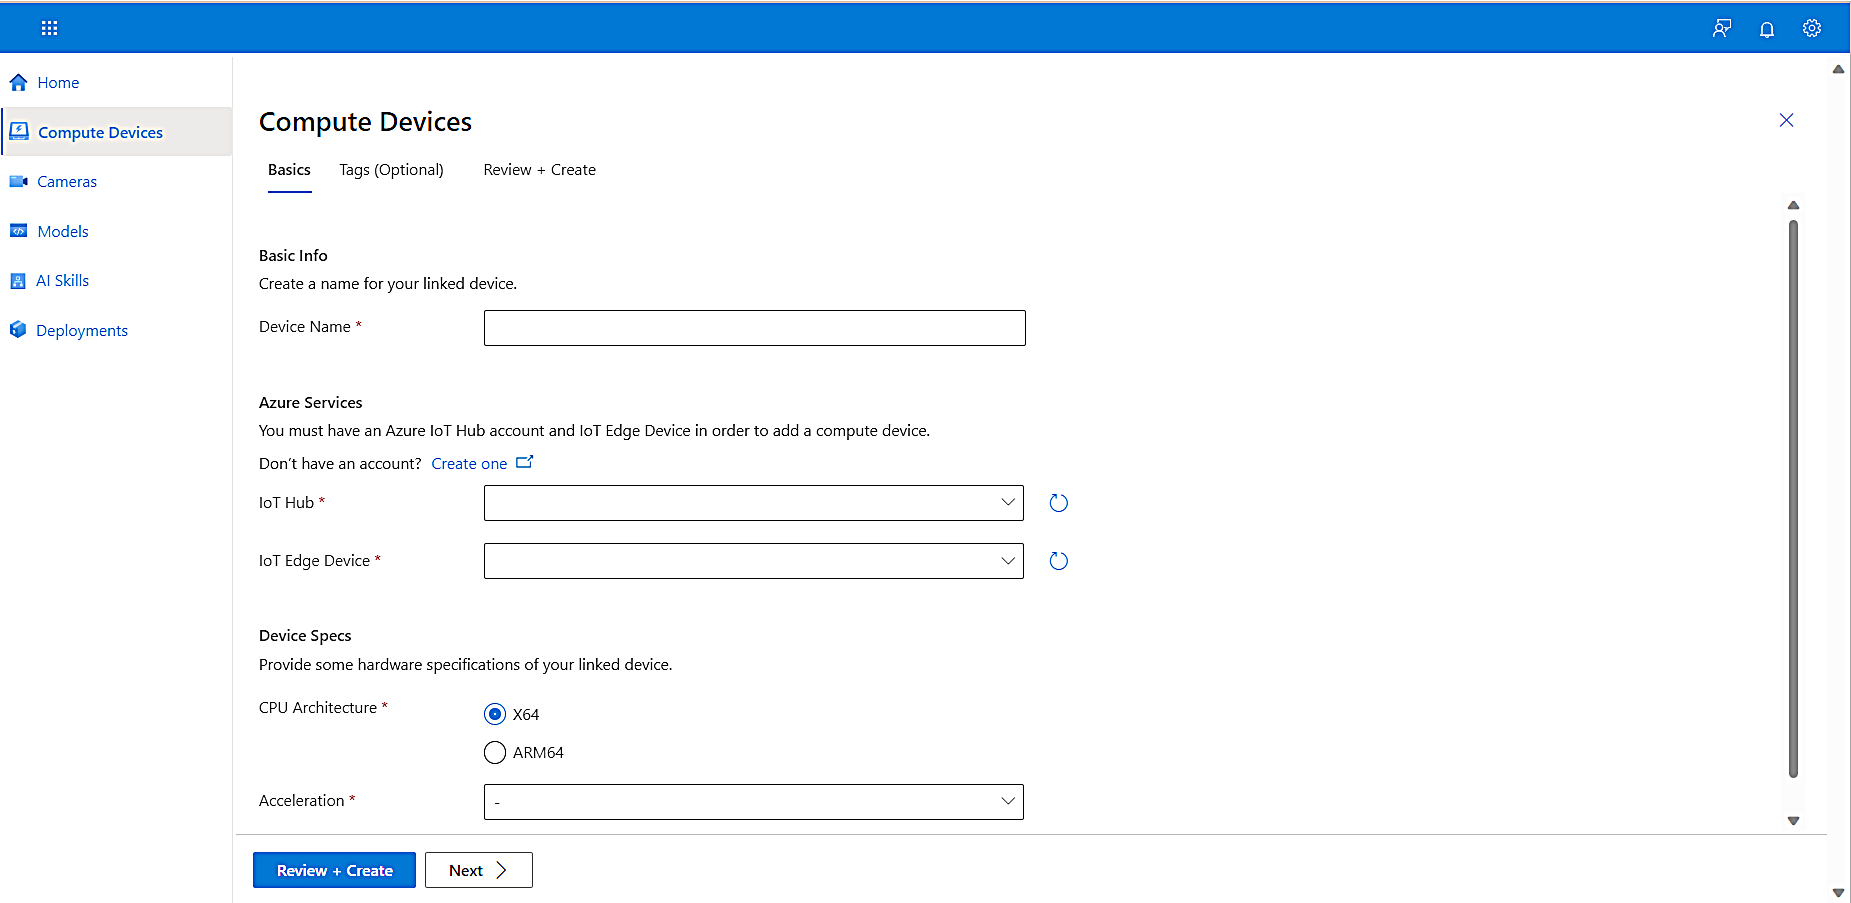 Home
Compute Devices
Cameras
Models
AI Skills
Deployments
Compute Devices
Basics Tags (Optional) Review + Create
Basic Info
Create a name for your linked device.
Device Name *
Azure Services
You must have an Azure IoT Hub account and IoT Edge Device in order to add a compute device.
Don't have an account? Create one
IoT Hub *
IoT Edge Device *
Device Specs
Provide some hardware specifications of your linked device.
CPU Architecture *
X64
ARM64
Acceleration *
-
Review + Create Next